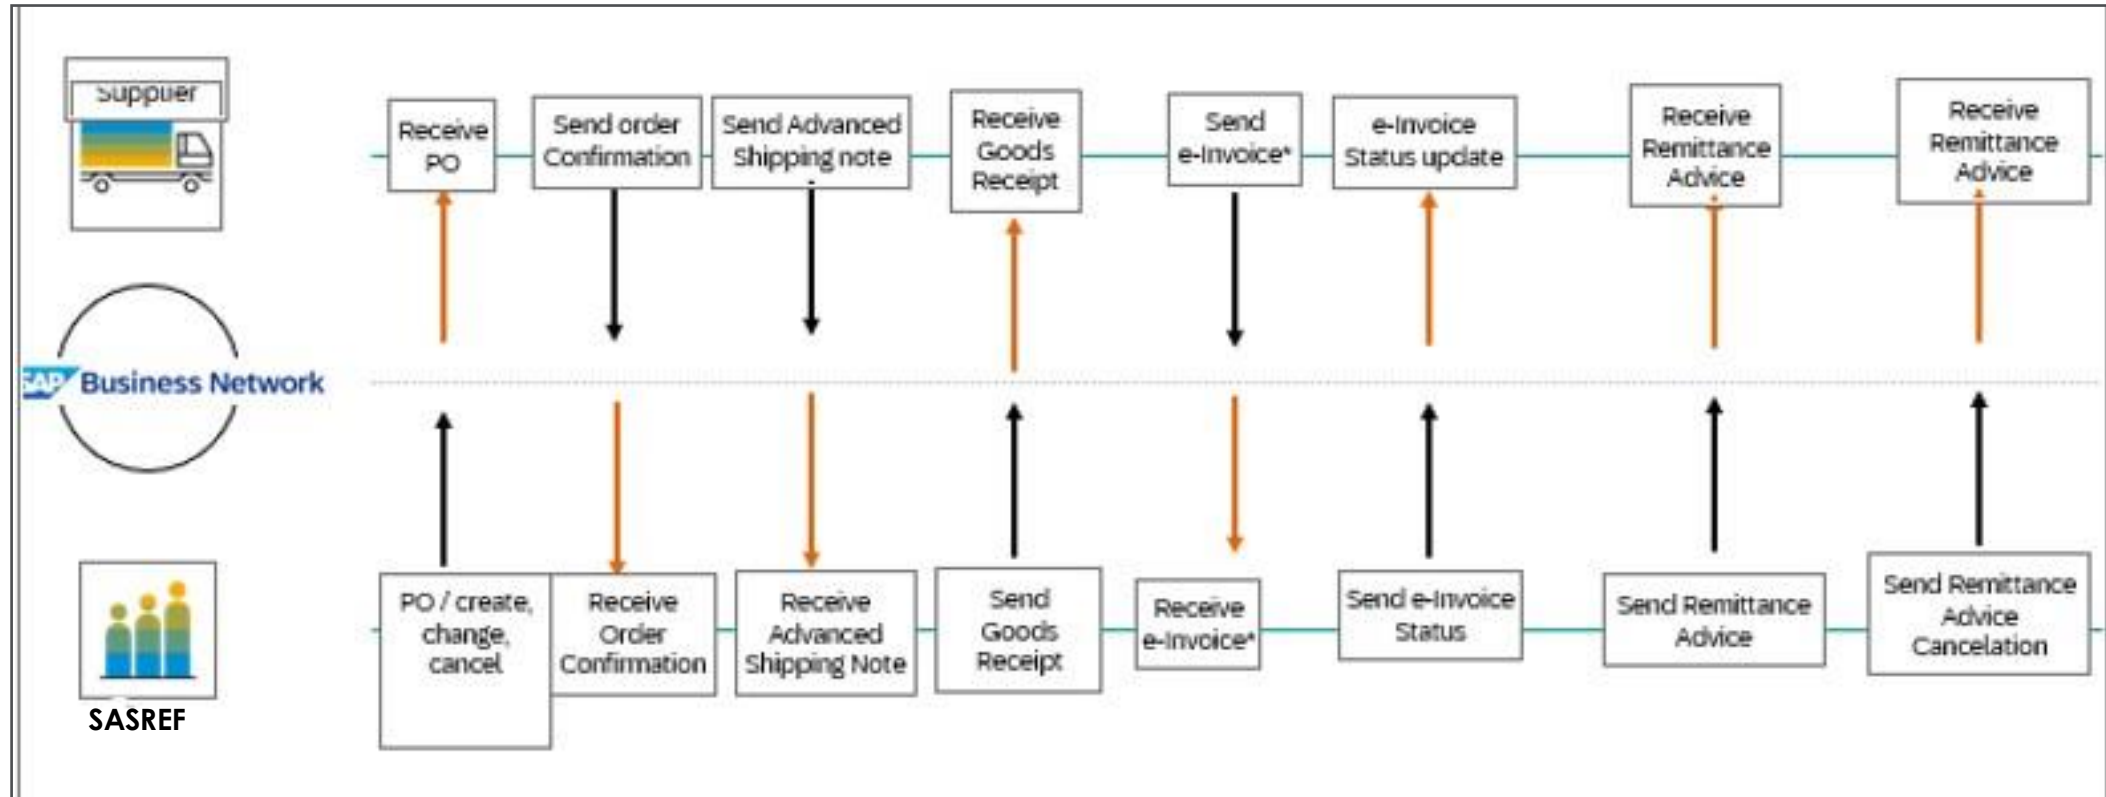 Supplier
Receive
PO
Send order
Confirmation
Send Advanced
Shipping note
Receive
Goods
Receipt
Send
e-Invoice*
e-Invoice
Status update
Receive
Remittance
Advice
Receive
Remittance
Advice
SAP Business Network
PO / create,
change,
cancel
Receive
Order
Confirmation
Receive
Advanced
Shipping Note
Send
Goods
Receipt
Receive
e-Invoice*
Send e-Invoice
Status
Send Remittance
Advice
Send Remittance
Advice
Cancelation
SASREF